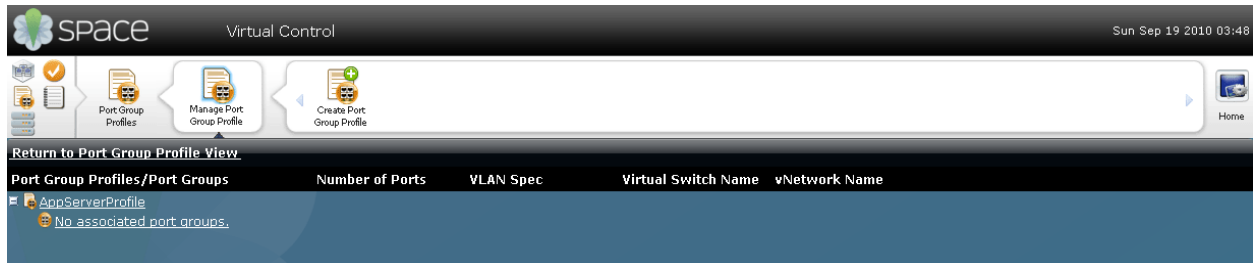 space Virtual Control Sun Sep 19 2010 03:48
Port Group
Profiles
Manage Port
Group Profile
Create Port
Group Profile
Home
Return to Port Group Profile View
Port Group Profiles/Port Groups Number of Ports VLAN Spec Virtual Switch Name vNetwork Name
AppServerProfile
No associated port groups.